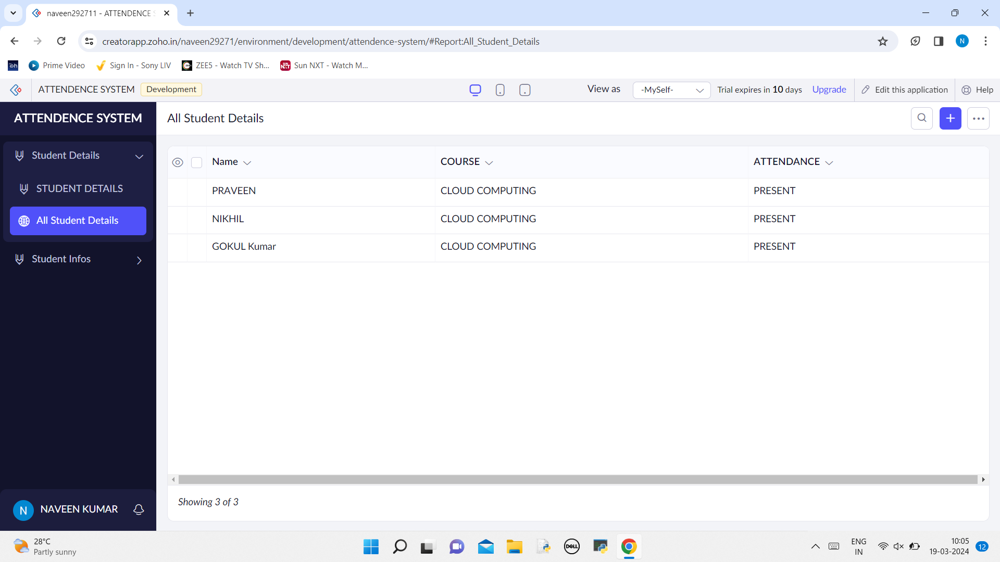 naveen292711 - ATTENDENCE S
creatorapp.zoho.in/naveen29271/environment/development/attendence-system/#Report:All_Student_Details
N
Prime Video
Sign In - Sony LIV
ZEE5 - Watch TV Sh...
Sun NXT - Watch M...
ATTENDENCE SYSTEM
Development
View as
-MySelf-
Trial expires in 10 days
Upgrade
Edit this application
Help
ATTENDENCE SYSTEM
Student Details
STUDENT DETAILS
All Student Details
Student Infos
All Student Details
Name COURSE ATTENDANCE
PRAVEEN CLOUD COMPUTING PRESENT
NIKHIL CLOUD COMPUTING PRESENT
GOKUL Kumar CLOUD COMPUTING PRESENT
Showing 3 of 3
N NAVEEN KUMAR
28°C
Partly sunny
DELL
ENG
IN
10:05
19-03-2024
12